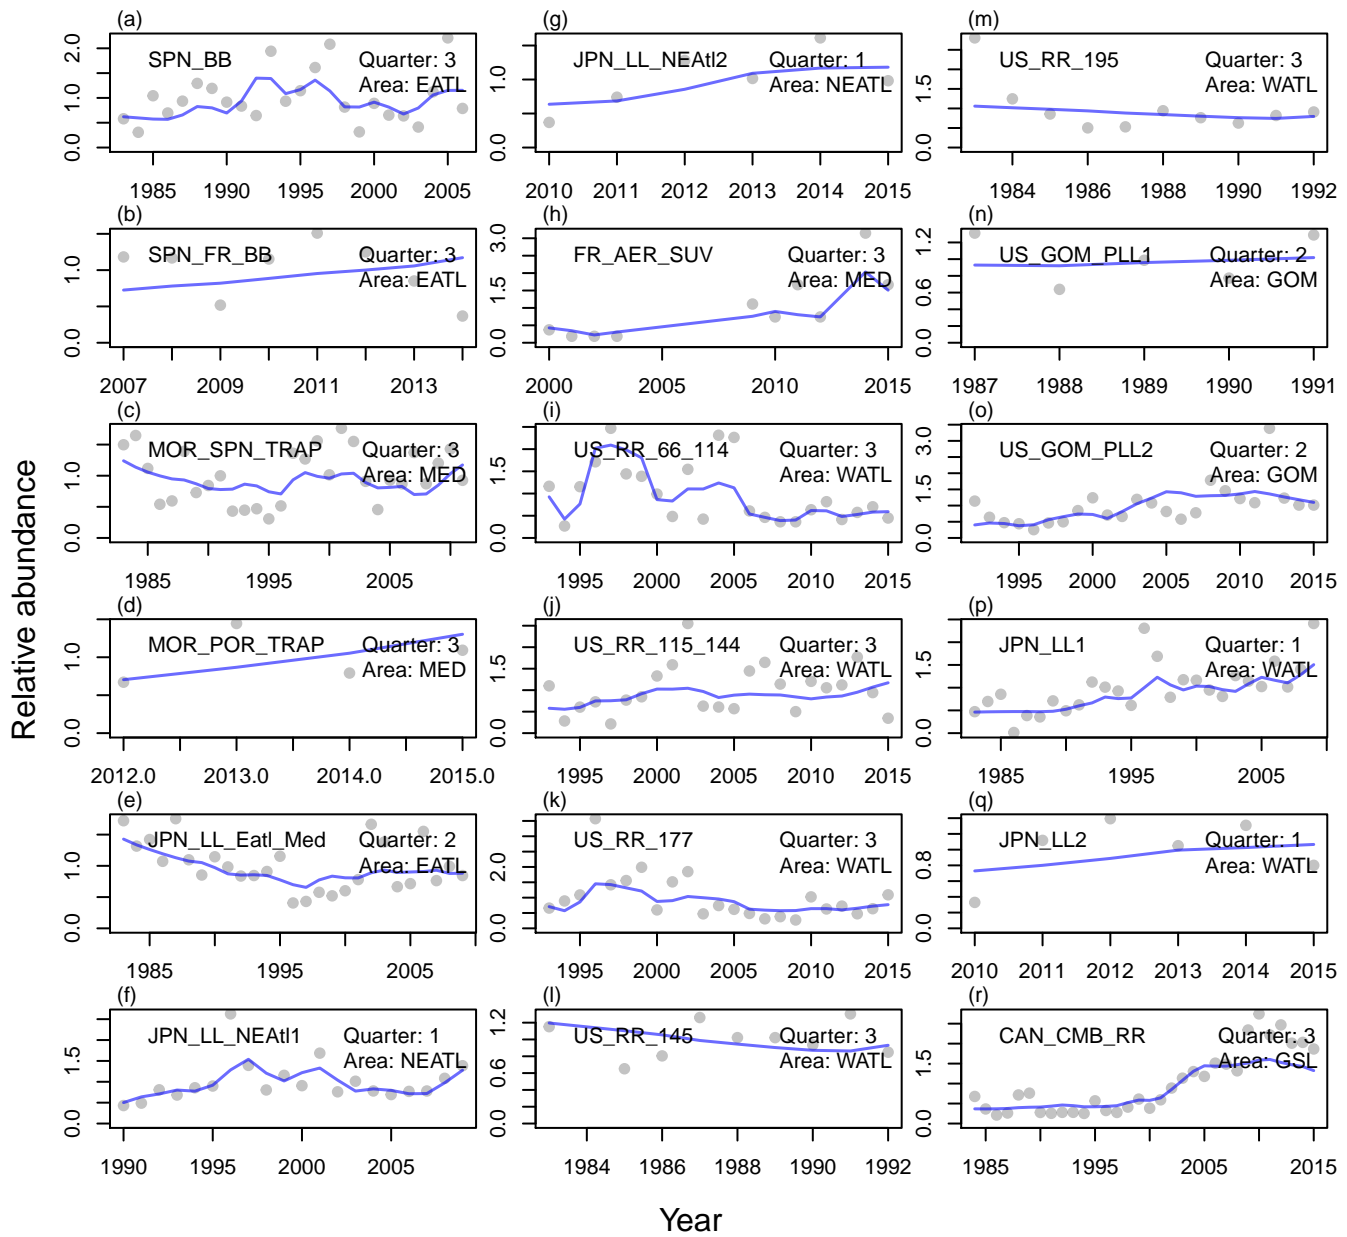 (a)
SPN_BB
Quarter: 3
Area: EATL
0.0 1.0 2.0
1985 1990 1995 2000 2005
(b)
SPN_FR_BB
Quarter: 3
Area: EATL
0.0 1.0
2007 2009 2011 2013
(c)
MOR_SPN_TRAP
Quarter: 3
Area: MED
0.0 1.0
1985 1995 2005
(d)
MOR_POR_TRAP
Quarter: 3
Area: MED
0.0 1.0
2012.0 2013.0 2014.0 2015.0
(e)
JPN_LL_Eatl_Med
Quarter: 2
Area: EATL
0.0 1.0
1985 1995 2005
(f)
JPN_LL_NEAtl1
Quarter: 1
Area: NEATL
0.0 1.5
1990 1995 2000 2005
(g)
JPN_LL_NEAtl2
Quarter: 1
Area: NEATL
0.0 1.0
2010 2011 2012 2013 2014 2015
(h)
FR_AER_SUV
Quarter: 3
Area: MED
0.0 1.5 3.0
2000 2005 2010 2015
(i)
US_RR_66_114
Quarter: 3
Area: WATL
0.0 1.5
1995 2000 2005 2010 2015
(j)
US_RR_115_144
Quarter: 3
Area: WATL
0.0 1.5
1995 2000 2005 2010 2015
(k)
US_RR_177
Quarter: 3
Area: WATL
0.0 2.0
1995 2000 2005 2010 2015
(l)
US_RR_145
Quarter: 3
Area: WATL
0.0 0.6 1.2
1984 1986 1988 1990 1992
(m)
US_RR_195
Quarter: 3
Area: WATL
0.0 1.5
1984 1986 1988 1990 1992
(n)
US_GOM_PLL1
Quarter: 2
Area: GOM
0.0 0.6 1.2
1987 1988 1989 1990 1991
(o)
US_GOM_PLL2
Quarter: 2
Area: GOM
0.0 1.5 3.0
1995 2000 2005 2010 2015
(p)
JPN_LL1
Quarter: 1
Area: WATL
0.0 1.5
1985 1995 2005
(q)
JPN_LL2
Quarter: 1
Area: WATL
0.0 0.8
2010 2011 2012 2013 2014 2015
(r)
CAN_CMB_RR
Quarter: 3
Area: GSL
0.0 1.5
1985 1995 2005 2015
Relative abundance
Year